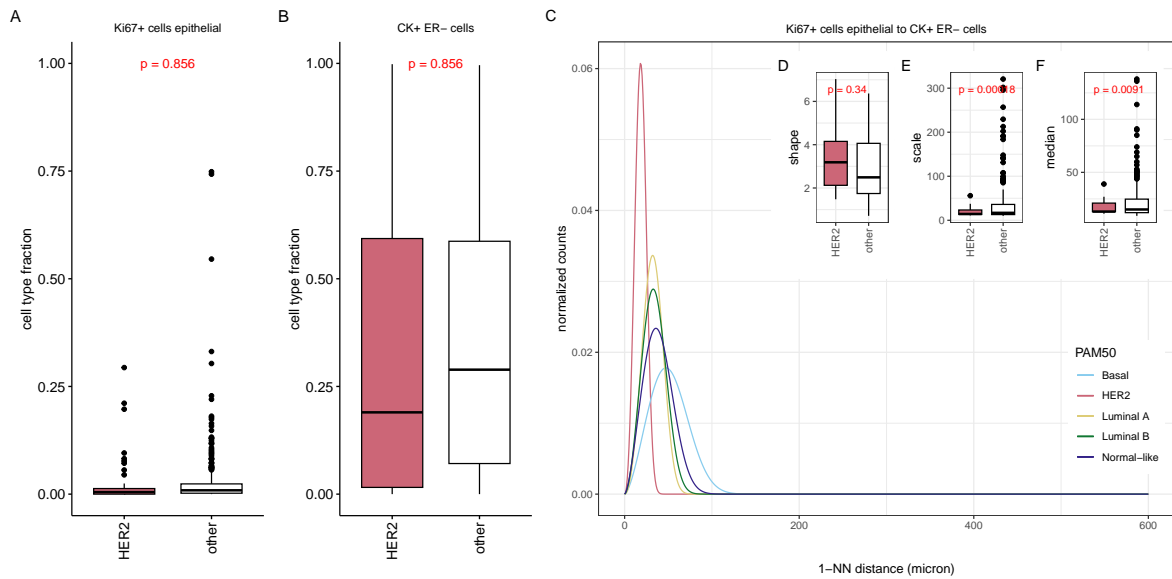 A
Ki67+ cells epithelial
p = 0.856
cell type fraction
1.00
0.75
0.50
0.25
0.00
HER2
other
B
CK+ ER− cells
p = 0.856
cell type fraction
1.00
0.75
0.50
0.25
0.00
HER2
other
C
Ki67+ cells epithelial to CK+ ER− cells
normalized counts
0.06
0.04
0.02
0.00
0
200
400
600
1−NN distance (micron)
D
p = 0.34
shape
6
4
2
HER2
other
E
p = 0.00018
scale
300
200
100
0
HER2
other
F
p = 0.0091
median
100
50
HER2
other
PAM50
Basal
HER2
Luminal A
Luminal B
Normal−like